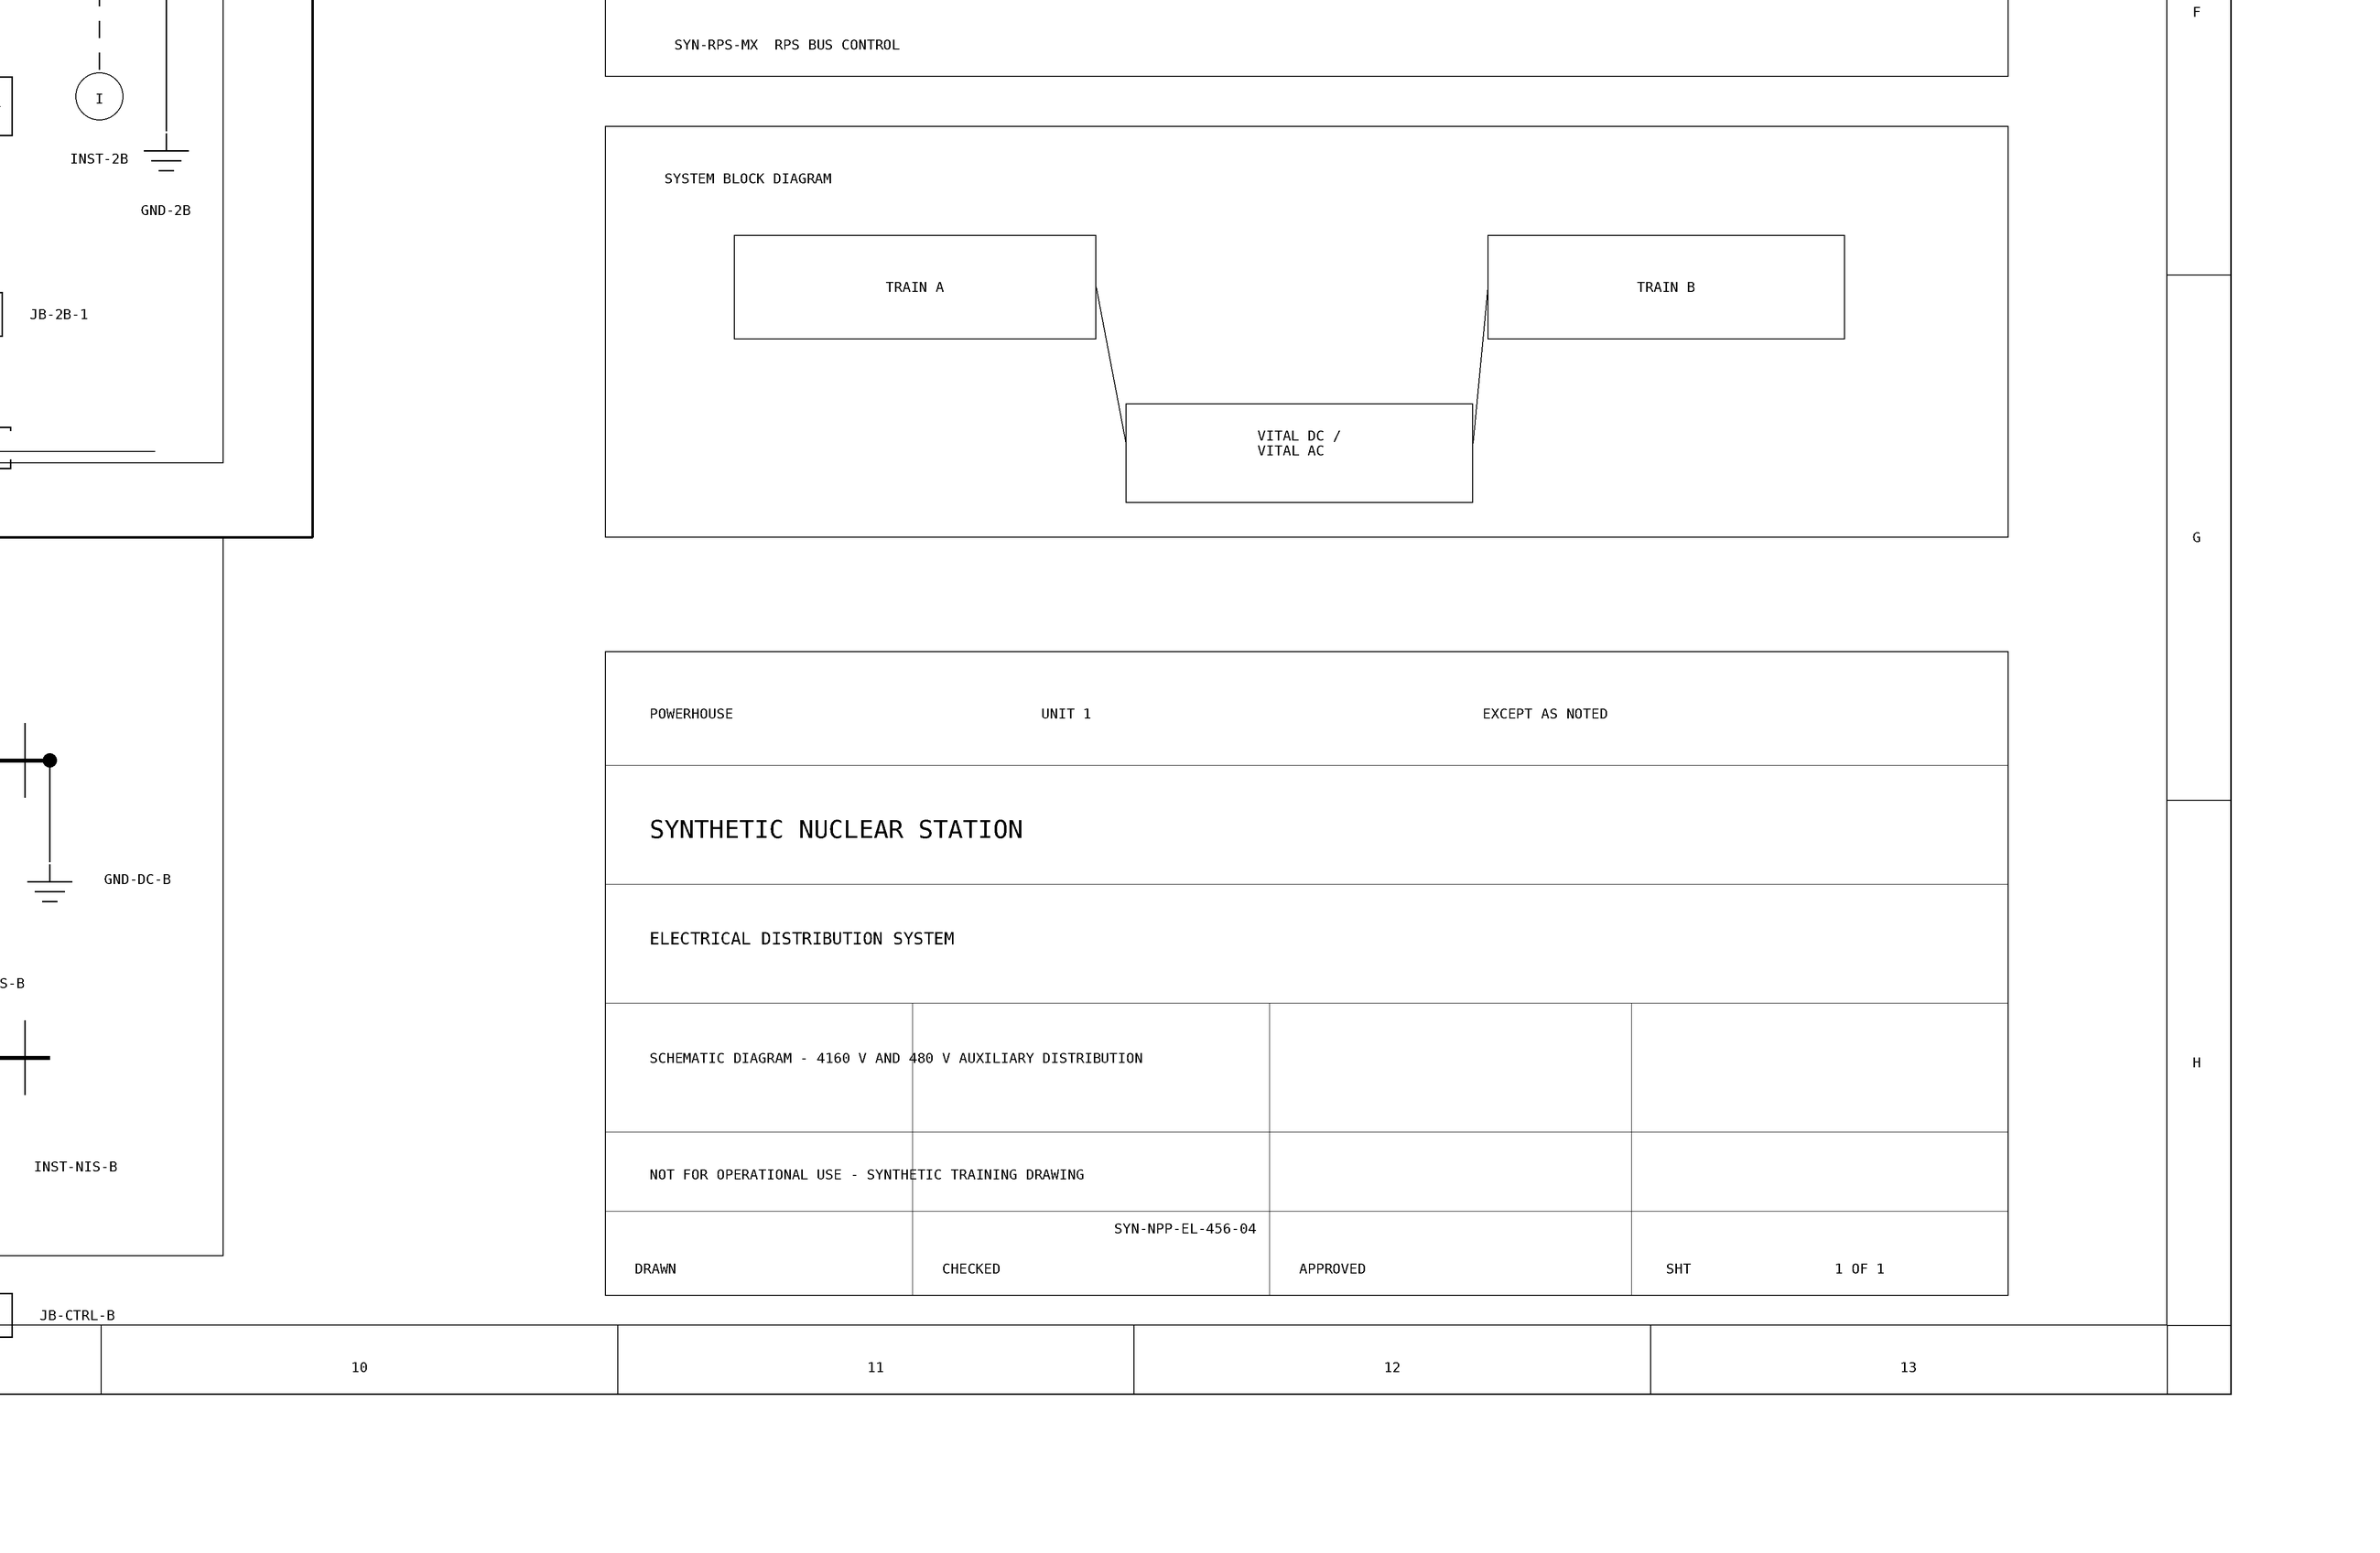 F
SYN-RPS-MX  RPS BUS CONTROL
I
INST-2B
GND-2B
JB-2B-1
SYSTEM BLOCK DIAGRAM
TRAIN A
TRAIN B
VITAL DC /
VITAL AC
G
POWERHOUSE UNIT 1 EXCEPT AS NOTED
SYNTHETIC NUCLEAR STATION
GND-DC-B
ELECTRICAL DISTRIBUTION SYSTEM
S-B
SCHEMATIC DIAGRAM - 4160 V AND 480 V AUXILIARY DISTRIBUTION
H
INST-NIS-B
NOT FOR OPERATIONAL USE - SYNTHETIC TRAINING DRAWING
SYN-NPP-EL-456-04
DRAWN CHECKED APPROVED SHT 1 OF 1
JB-CTRL-B
10 11 12 13